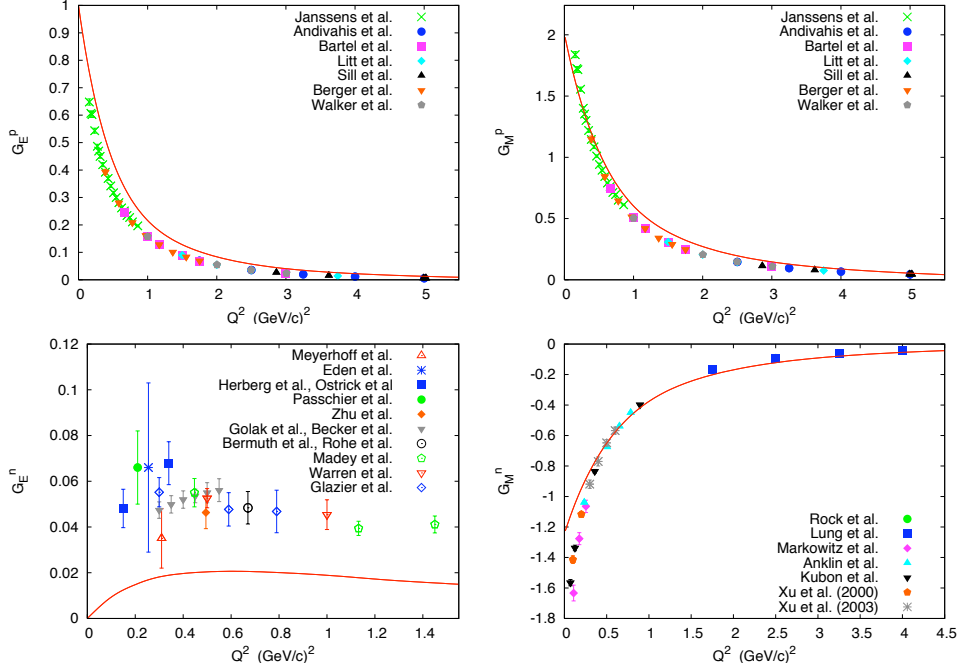 Janssens et al.
Andivahis et al.
Bartel et al.
Litt et al.
Sill et al.
Berger et al.
Walker et al.
1
0.9
0.8
0.7
0.6
0.5
0.4
0.3
0.2
0.1
0
G_E^p
0 1 2 3 4 5
Q² (GeV/c)²
Janssens et al.
Andivahis et al.
Bartel et al.
Litt et al.
Sill et al.
Berger et al.
Walker et al.
2
1.5
1
0.5
0
G_M^p
0 1 2 3 4 5
Q² (GeV/c)²
Meyerhoff et al.
Eden et al.
Herberg et al., Ostrick et al
Passchier et al.
Zhu et al.
Golak et al., Becker et al.
Bermuth et al., Rohe et al.
Madey et al.
Warren et al.
Glazier et al.
0.12
0.1
0.08
0.06
0.04
0.02
0
G_E^n
0 0.2 0.4 0.6 0.8 1 1.2 1.4
Q² (GeV/c)²
0
-0.2
-0.4
-0.6
-0.8
-1
-1.2
-1.4
-1.6
-1.8
G_M^n
Rock et al.
Lung et al.
Markowitz et al.
Anklin et al.
Kubon et al.
Xu et al. (2000)
Xu et al. (2003)
0 0.5 1 1.5 2 2.5 3 3.5 4 4.5
Q² (GeV/c)²